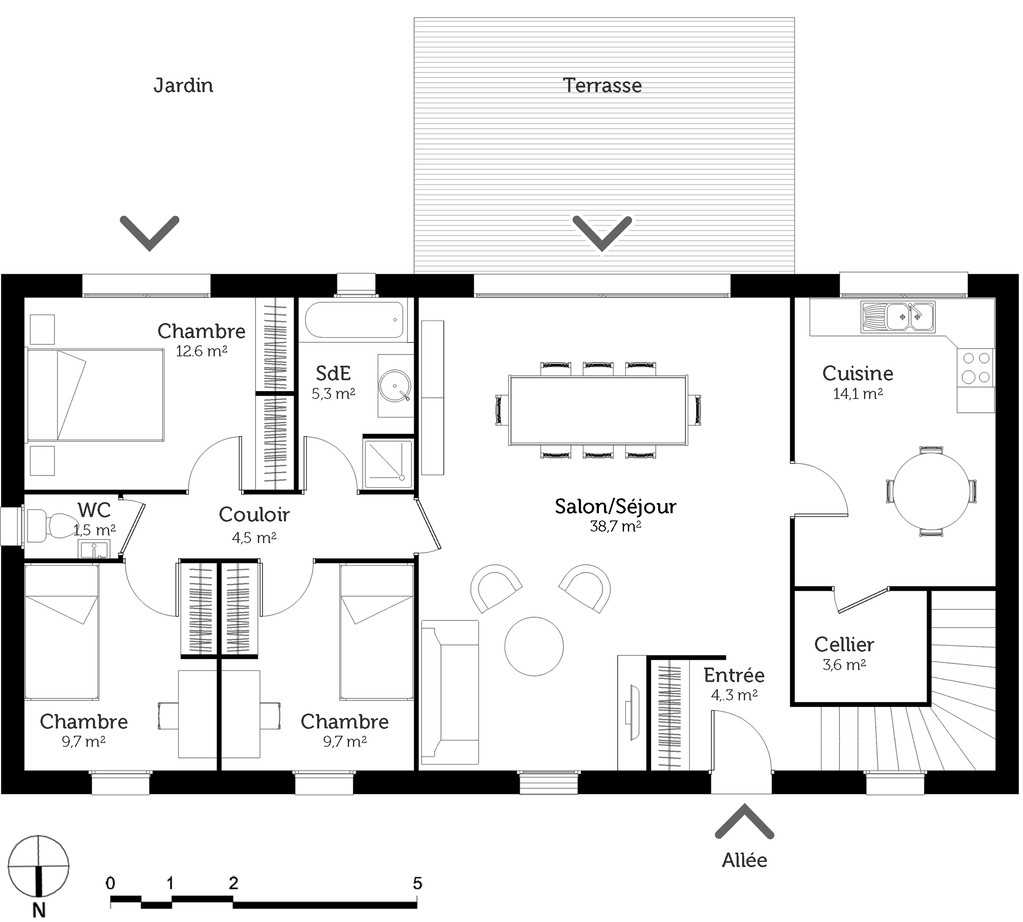 Jardin
Terrasse
Chambre
12.6 m²
SdE
5,3 m²
Cuisine
14,1 m²
WC
1,5 m²
Couloir
4,5 m²
Salon/Séjour
38,7 m²
Cellier
3,6 m²
Entrée
4,3 m²
Chambre
9,7 m²
Chambre
9,7 m²
Allée
0 1 2 5
N